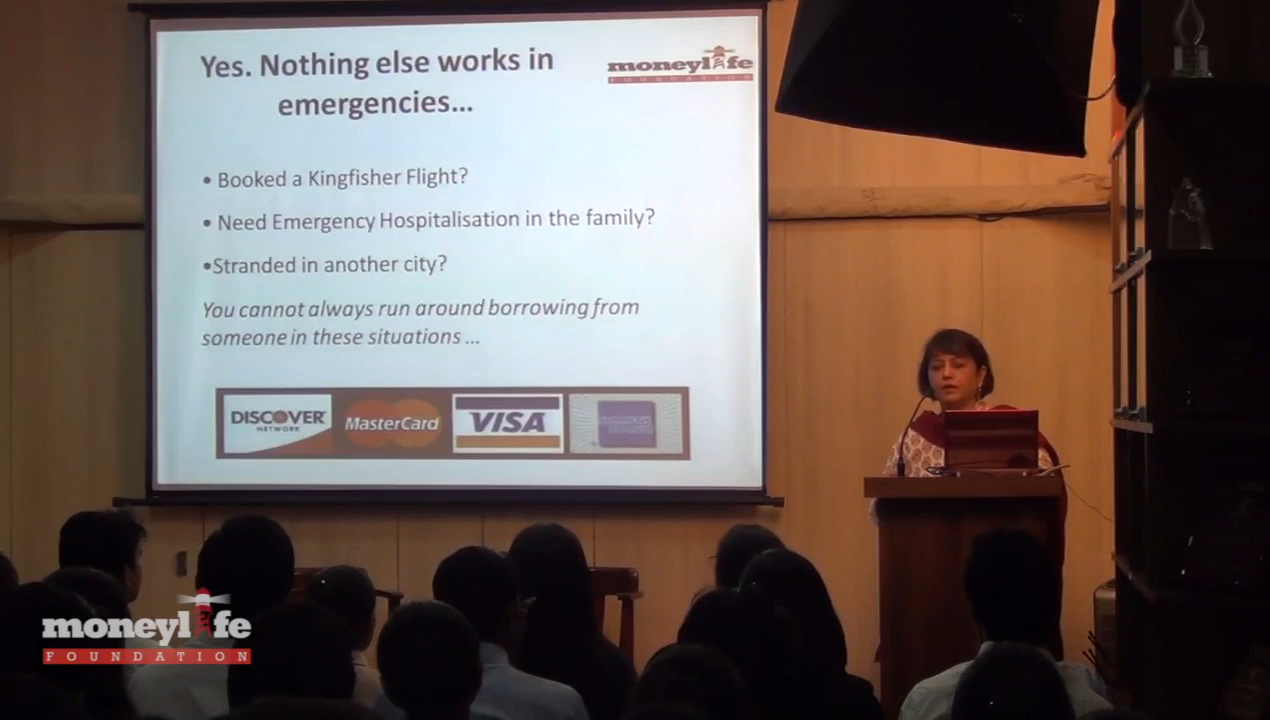 Yes. Nothing else works in
emergencies...
moneylife
FOUNDATION
• Booked a Kingfisher Flight?
• Need Emergency Hospitalisation in the family?
•Stranded in another city?
You cannot always run around borrowing from
someone in these situations ...
DISCOVER
NETWORK
MasterCard
VISA
AMERICAN
EXPRESS
moneylife
FOUNDATION